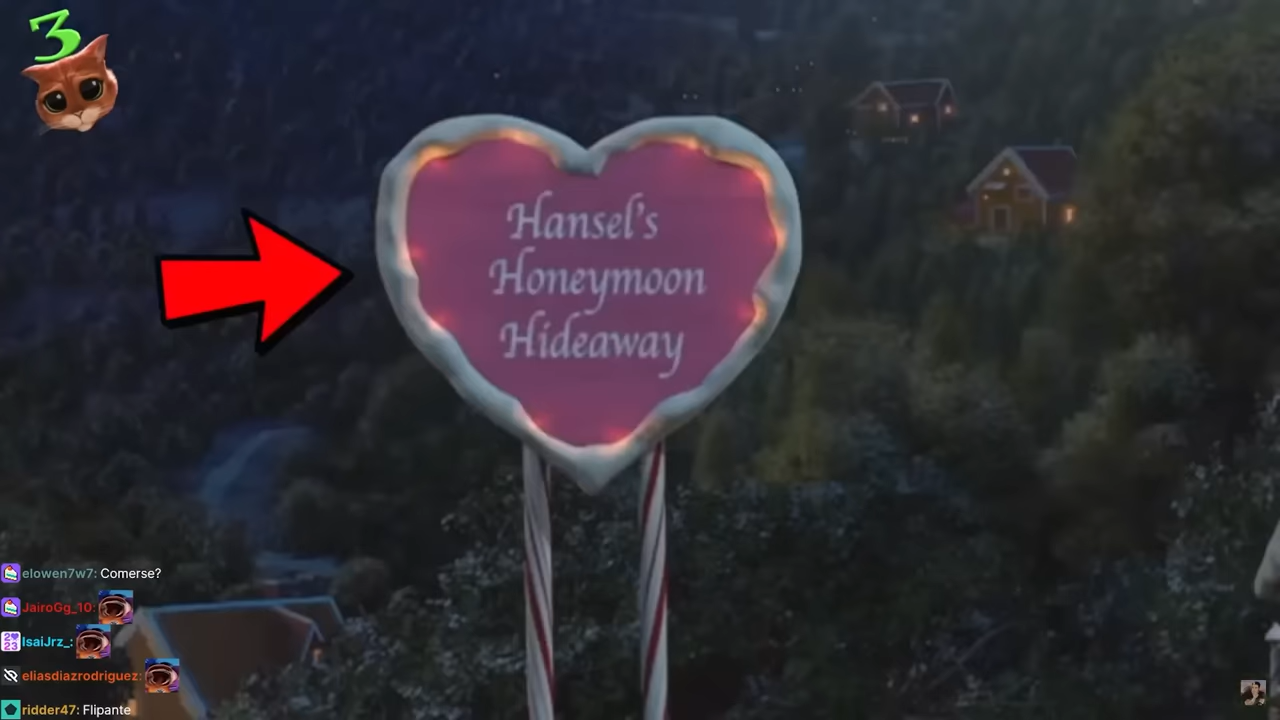 3
Hansel's
Honeymoon
Hideaway
elowen7w7: Comerse?
JairoGg_10:
IsaiJrz_:
eliasdiazrodriguez:
ridder47: Flipante